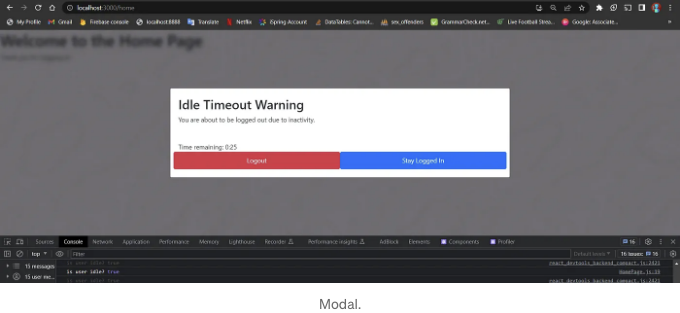 localhost:3000/home
My Profile Gmail Firebase console localhost:8888 Translate Netflix iSpring Account DataTables: Cannot... sex_offenders GrammarCheck.net... Live Football Strea... Google: Associate...
Welcome to the Home Page
Idle Timeout Warning
You are about to be logged out due to inactivity.
Time remaining: 0:25
Logout Stay Logged In
Sources Console Network Application Performance Memory Lighthouse Recorder Performance insights AdBlock Elements Components Profiler 16
top Filter Default levels 15 Issues: 16
15 messages is user idle? true react_devtools_backend_compact.js:2421
is user idle? true HomePage.js:33
15 user me... is user idle? true react_devtools_backend_compact.js:2421
Modal.